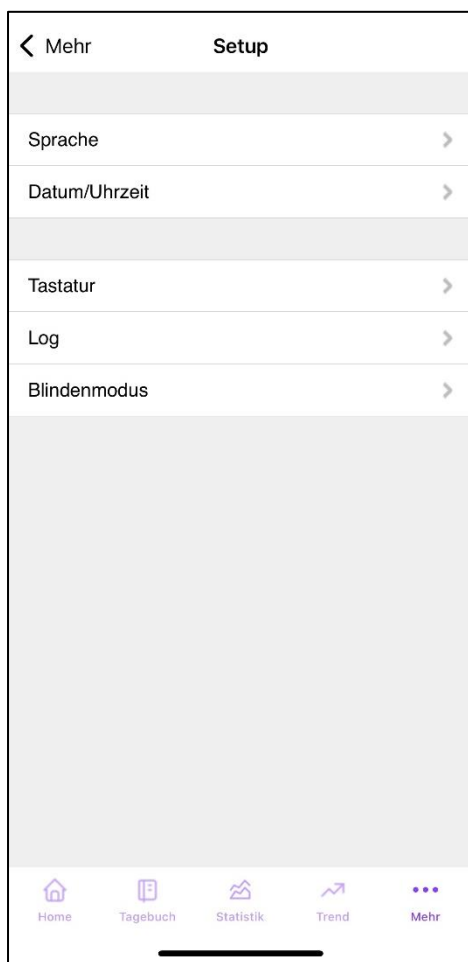 Mehr Setup
Sprache
Datum/Uhrzeit
Tastatur
Log
Blindenmodus
Home Tagebuch Statistik Trend Mehr